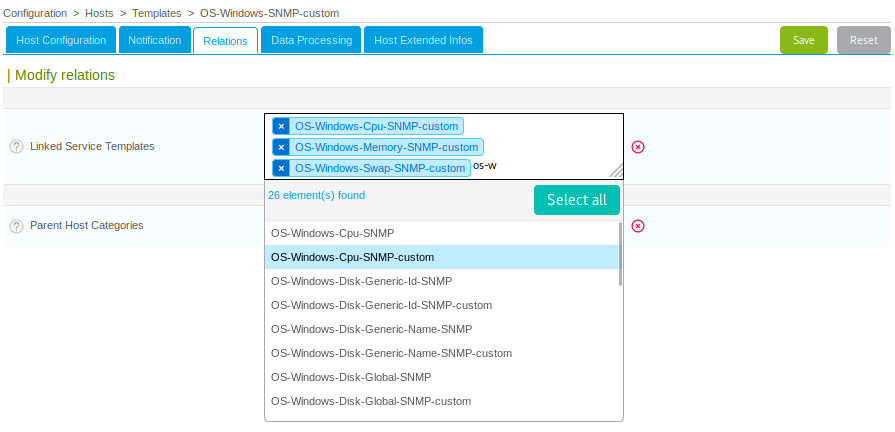 Configuration > Hosts > Templates > OS-Windows-SNMP-custom
Host Configuration Notification Relations Data Processing Host Extended Infos Save Reset
| Modify relations
? Linked Service Templates
× OS-Windows-Cpu-SNMP-custom
× OS-Windows-Memory-SNMP-custom
× OS-Windows-Swap-SNMP-custom os-w
26 element(s) found Select all
? Parent Host Categories
OS-Windows-Cpu-SNMP
OS-Windows-Cpu-SNMP-custom
OS-Windows-Disk-Generic-Id-SNMP
OS-Windows-Disk-Generic-Id-SNMP-custom
OS-Windows-Disk-Generic-Name-SNMP
OS-Windows-Disk-Generic-Name-SNMP-custom
OS-Windows-Disk-Global-SNMP
OS-Windows-Disk-Global-SNMP-custom